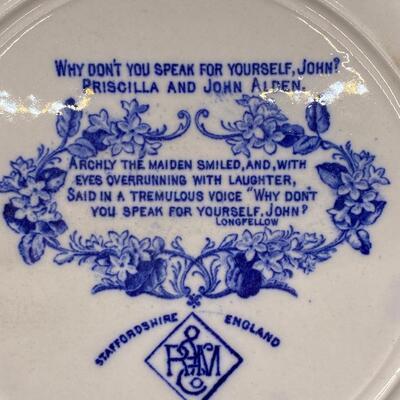 WHY DON'T YOU SPEAK FOR YOURSELF, JOHN?
PRISCILLA AND JOHN ALDEN.
ARCHLY THE MAIDEN SMILED, AND, WITH
EYES OVERRUNNING WITH LAUGHTER,
SAID IN A TREMULOUS VOICE "WHY DON'T
YOU SPEAK FOR YOURSELF, JOHN?
LONGFELLOW
STAFFORDSHIRE ENGLAND
R&M
Co